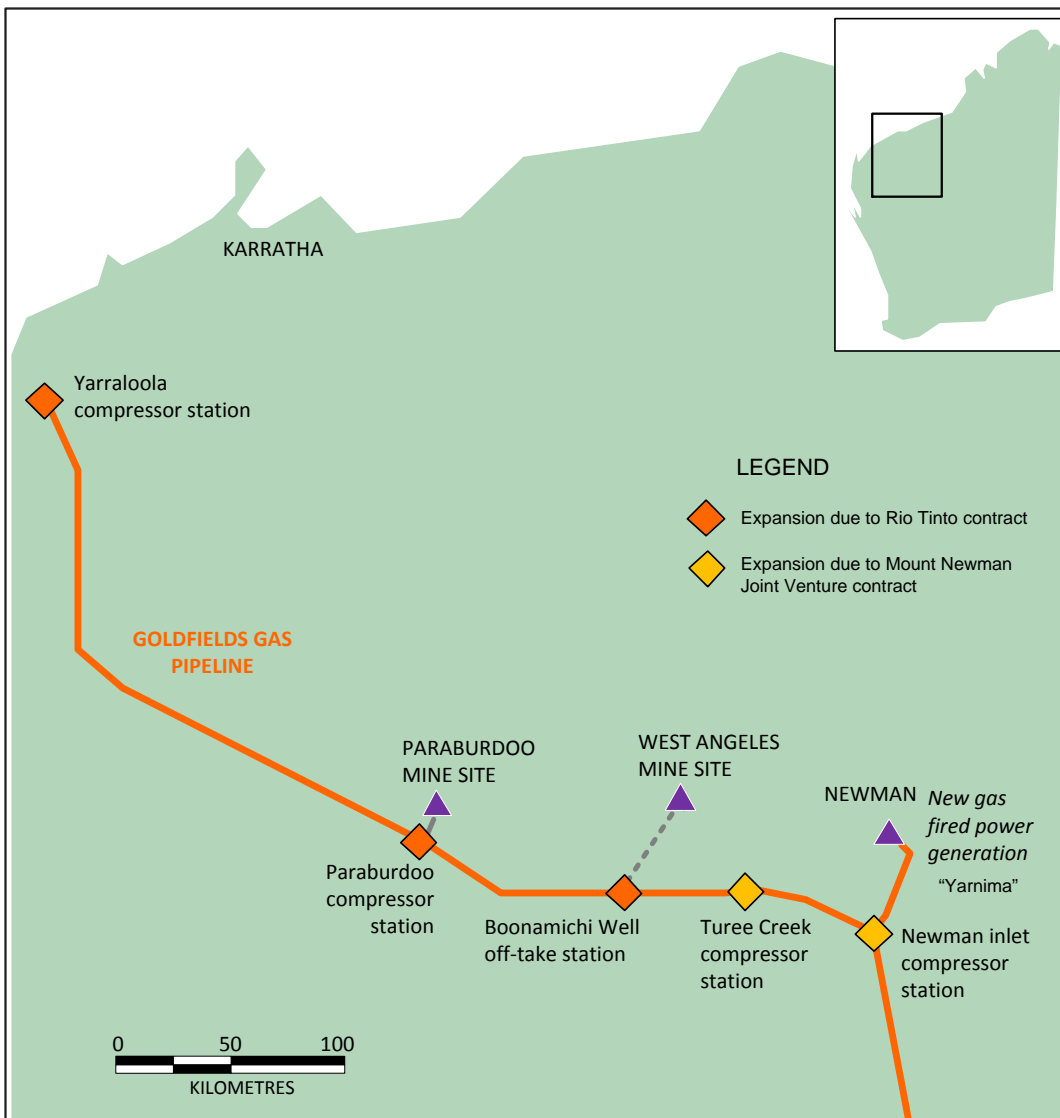 KARRATHA
Yarraloola
compressor station
LEGEND
Expansion due to Rio Tinto contract
Expansion due to Mount Newman
Joint Venture contract
GOLDFIELDS GAS
PIPELINE
PARABURDOO
MINE SITE
WEST ANGELES
MINE SITE
NEWMAN
New gas
fired power
generation
“Yarnima”
Paraburdoo
compressor
station
Boonamichi Well
off-take station
Turee Creek
compressor
station
Newman inlet
compressor
station
0 50 100
KILOMETRES